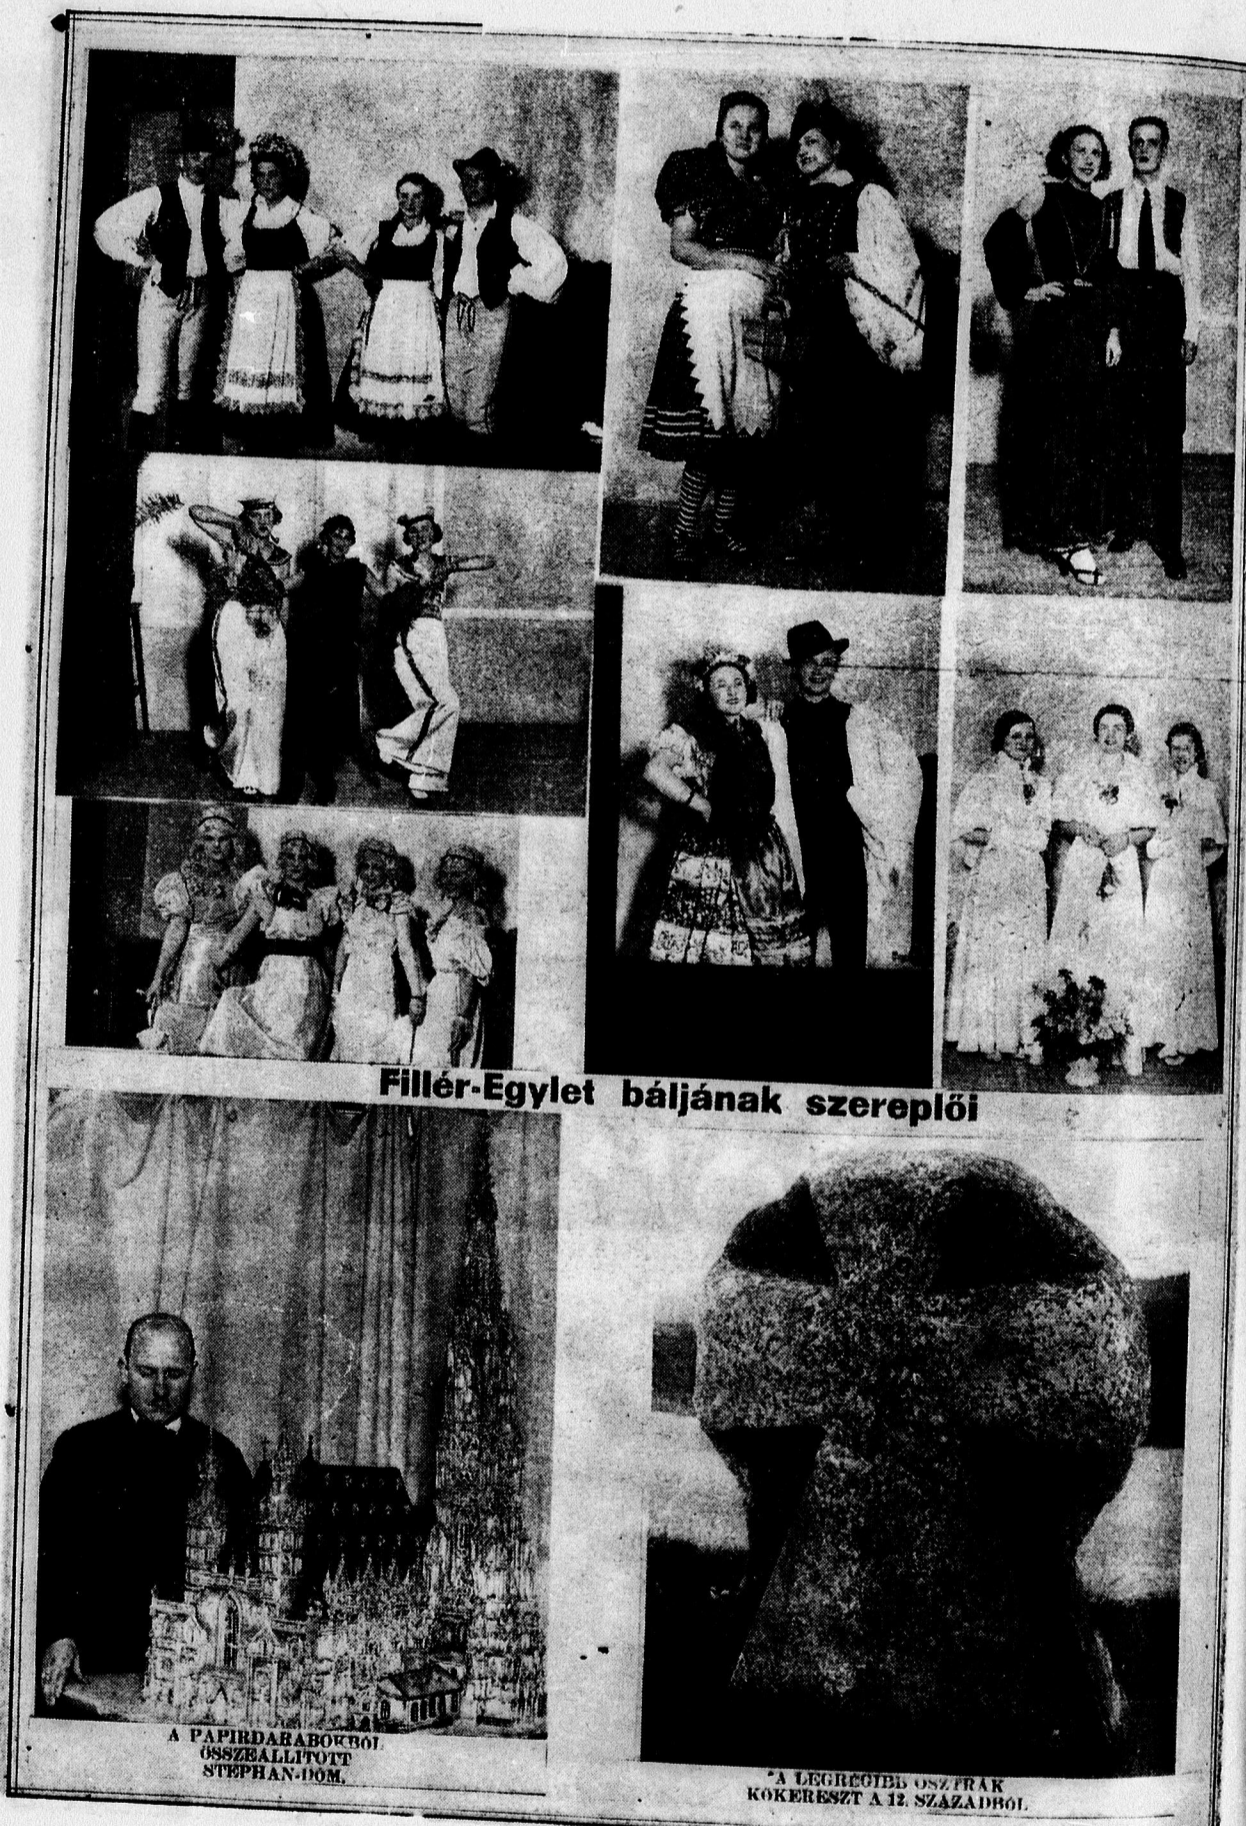 Fillér-Egylet báljának szereplői
A PAPIRDARABOKBÓL
ÖSSZEÁLLITOTT
STEPHAN-DÓM.
A LEGRÉGIBB OSZTRÁK
KŐKERESZT A 12. SZÁZADBÓL